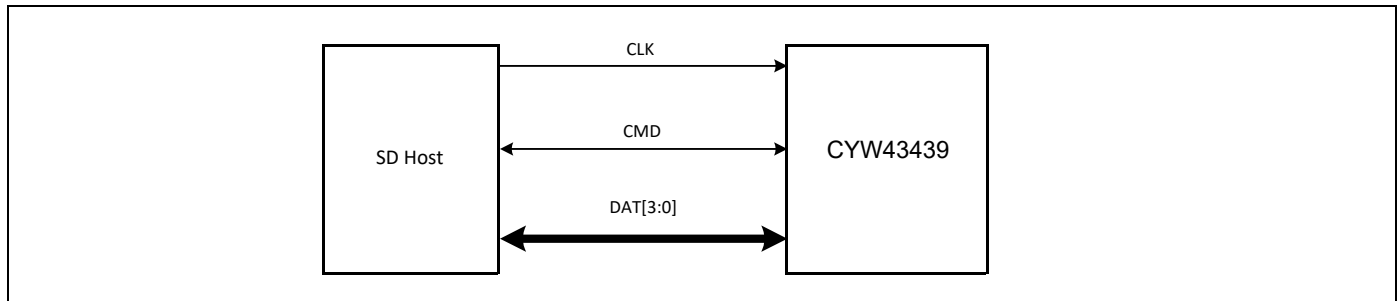 CLK
CMD
SD Host
CYW43439
DAT[3:0]